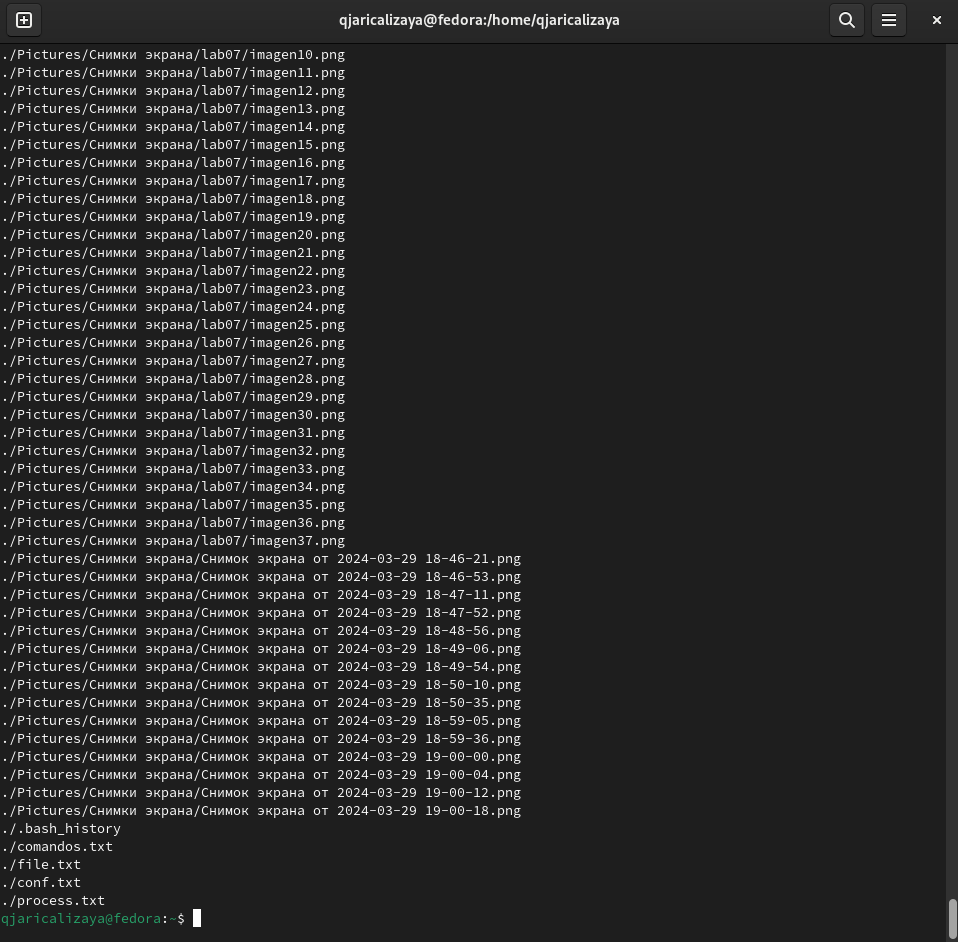 qjaricalizaya@fedora:/home/qjaricalizaya
./Pictures/Снимки экрана/lab07/imagen10.png
./Pictures/Снимки экрана/lab07/imagen11.png
./Pictures/Снимки экрана/lab07/imagen12.png
./Pictures/Снимки экрана/lab07/imagen13.png
./Pictures/Снимки экрана/lab07/imagen14.png
./Pictures/Снимки экрана/lab07/imagen15.png
./Pictures/Снимки экрана/lab07/imagen16.png
./Pictures/Снимки экрана/lab07/imagen17.png
./Pictures/Снимки экрана/lab07/imagen18.png
./Pictures/Снимки экрана/lab07/imagen19.png
./Pictures/Снимки экрана/lab07/imagen20.png
./Pictures/Снимки экрана/lab07/imagen21.png
./Pictures/Снимки экрана/lab07/imagen22.png
./Pictures/Снимки экрана/lab07/imagen23.png
./Pictures/Снимки экрана/lab07/imagen24.png
./Pictures/Снимки экрана/lab07/imagen25.png
./Pictures/Снимки экрана/lab07/imagen26.png
./Pictures/Снимки экрана/lab07/imagen27.png
./Pictures/Снимки экрана/lab07/imagen28.png
./Pictures/Снимки экрана/lab07/imagen29.png
./Pictures/Снимки экрана/lab07/imagen30.png
./Pictures/Снимки экрана/lab07/imagen31.png
./Pictures/Снимки экрана/lab07/imagen32.png
./Pictures/Снимки экрана/lab07/imagen33.png
./Pictures/Снимки экрана/lab07/imagen34.png
./Pictures/Снимки экрана/lab07/imagen35.png
./Pictures/Снимки экрана/lab07/imagen36.png
./Pictures/Снимки экрана/lab07/imagen37.png
./Pictures/Снимки экрана/Снимок экрана от 2024-03-29 18-46-21.png
./Pictures/Снимки экрана/Снимок экрана от 2024-03-29 18-46-53.png
./Pictures/Снимки экрана/Снимок экрана от 2024-03-29 18-47-11.png
./Pictures/Снимки экрана/Снимок экрана от 2024-03-29 18-47-52.png
./Pictures/Снимки экрана/Снимок экрана от 2024-03-29 18-48-56.png
./Pictures/Снимки экрана/Снимок экрана от 2024-03-29 18-49-06.png
./Pictures/Снимки экрана/Снимок экрана от 2024-03-29 18-49-54.png
./Pictures/Снимки экрана/Снимок экрана от 2024-03-29 18-50-10.png
./Pictures/Снимки экрана/Снимок экрана от 2024-03-29 18-50-35.png
./Pictures/Снимки экрана/Снимок экрана от 2024-03-29 18-59-05.png
./Pictures/Снимки экрана/Снимок экрана от 2024-03-29 18-59-36.png
./Pictures/Снимки экрана/Снимок экрана от 2024-03-29 19-00-00.png
./Pictures/Снимки экрана/Снимок экрана от 2024-03-29 19-00-04.png
./Pictures/Снимки экрана/Снимок экрана от 2024-03-29 19-00-12.png
./Pictures/Снимки экрана/Снимок экрана от 2024-03-29 19-00-18.png
./.bash_history
./comandos.txt
./file.txt
./conf.txt
./process.txt
qjaricalizaya@fedora:~$